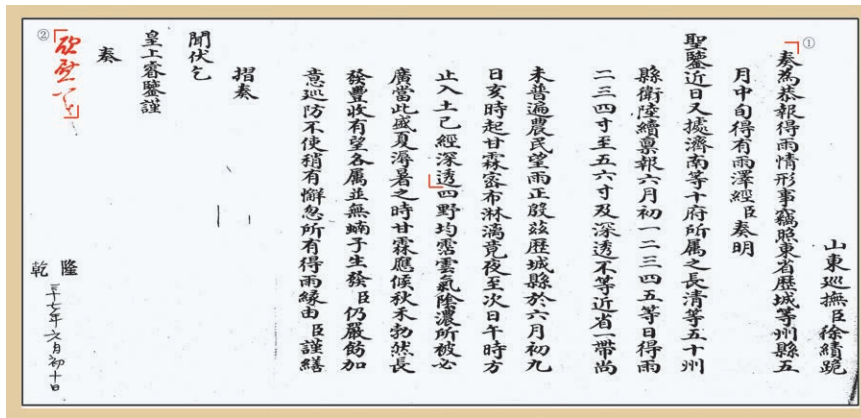 ①
山東巡撫臣徐績跪
奏為恭報得雨情形事竊照東省歷城等州縣五
月中旬得有雨澤經臣奏明
聖鑒近日又據濟南等十府所屬之長清等五十州
縣衛陸續稟報六月初一二三四五等日得雨
二三四寸至五六寸及深透不等近省一帶尚
未普遍農民望雨正殷茲歷城縣於六月初九
日亥時起甘霖密布淋漓竟夜至次日午時方
止入土已經深透四野均霑雲氣陰濃所被必
廣當此盛夏溽暑之時甘霖應候秋禾勃然長
發豐收有望各屬並無蝻子生發臣仍嚴飭加
意巡防不使稍有懈忽所有得雨緣由臣謹繕
摺奏
聞伏乞
皇上睿鑒謹
奏
②
欣慰覽之
乾隆三十七年六月初十日